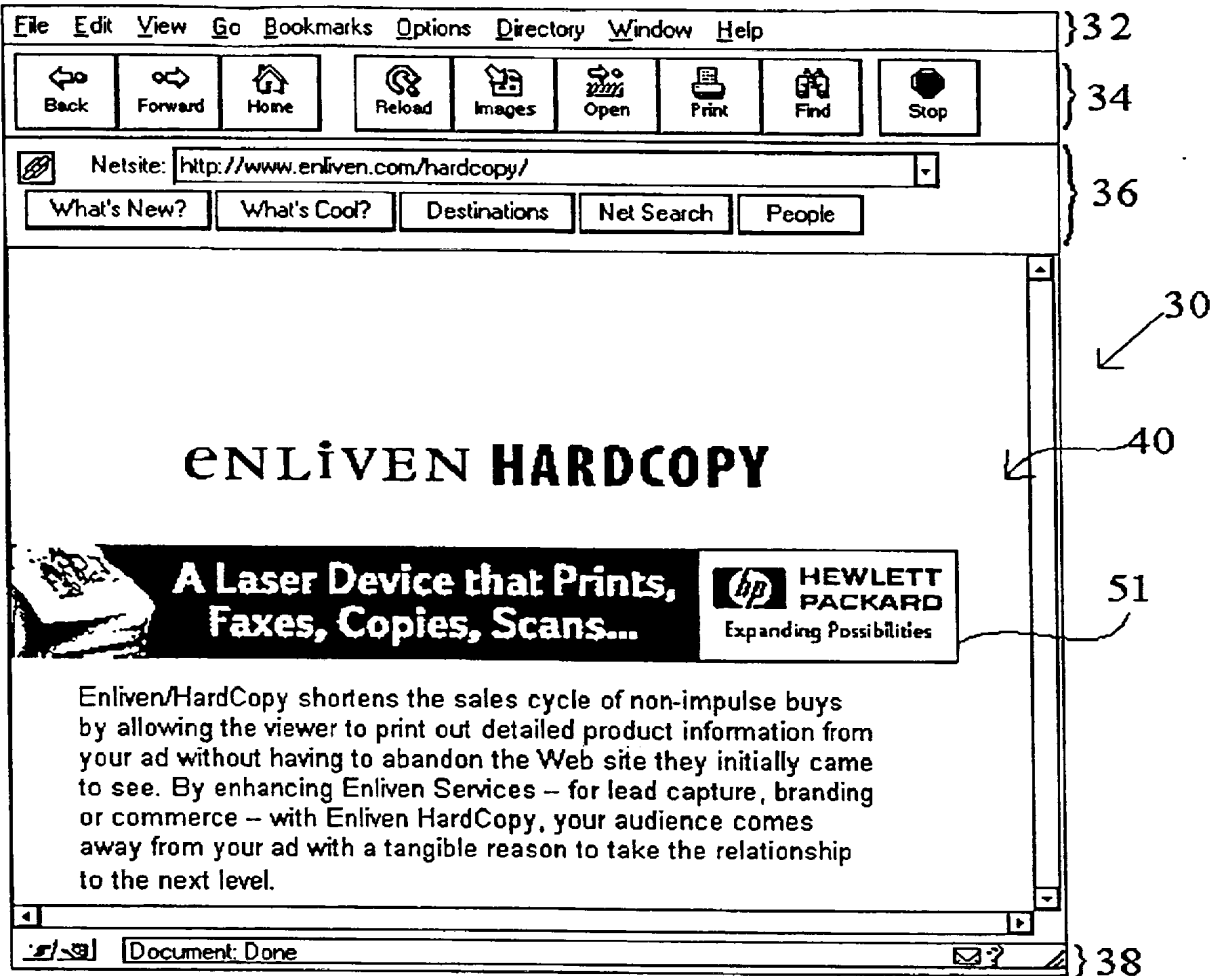 File Edit View Go Bookmarks Options Directory Window Help }32
Back Forward Home Reload Images Open Print Find Stop }34
Netsite: http://www.enliven.com/hardcopy/
What's New? What's Cool? Destinations Net Search People }36
30
40
eNLiVEN HARDCOPY
A Laser Device that Prints,
Faxes, Copies, Scans...
hp HEWLETT
PACKARD
Expanding Possibilities
51
Enliven/HardCopy shortens the sales cycle of non-impulse buys
by allowing the viewer to print out detailed product information from
your ad without having to abandon the Web site they initially came
to see. By enhancing Enliven Services – for lead capture, branding
or commerce – with Enliven HardCopy, your audience comes
away from your ad with a tangible reason to take the relationship
to the next level.
Document: Done ? }38